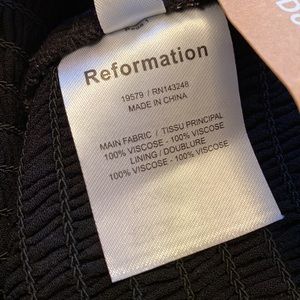 Reformation
19579 / RN143248
MADE IN CHINA
MAIN FABRIC / TISSU PRINCIPAL
100% VISCOSE - 100% VISCOSE
LINING / DOUBLURE
100% VISCOSE - 100% VISCOSE